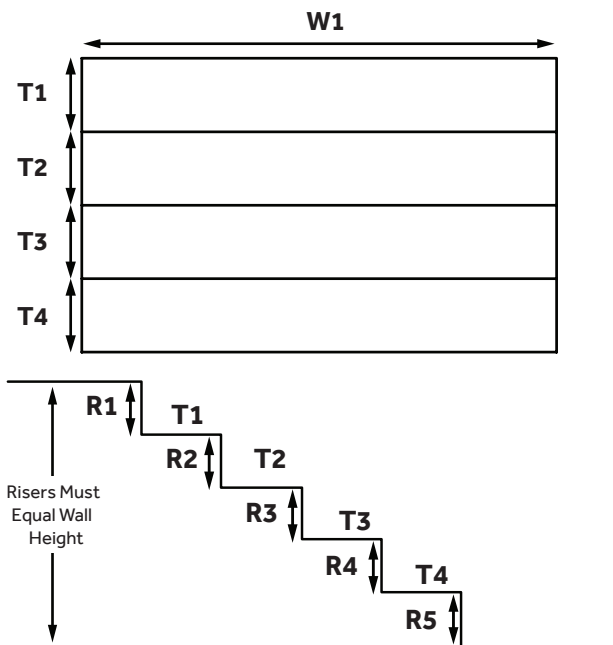 W1
T1
T2
T3
T4
R1
T1
R2
T2
R3
T3
R4
T4
R5
Risers Must
Equal Wall
Height